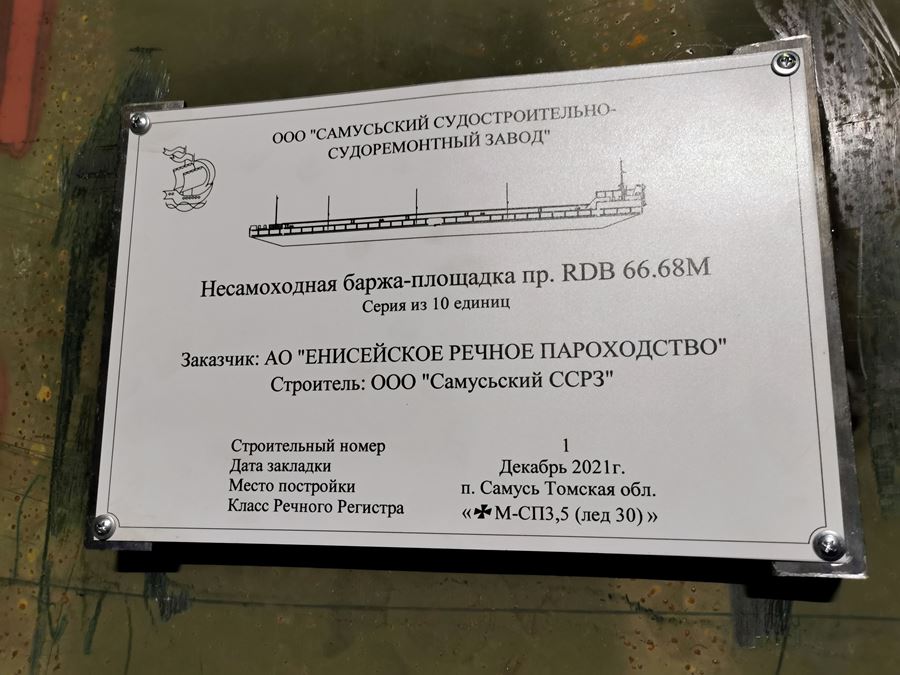 ООО "САМУСЬСКИЙ СУДОСТРОИТЕЛЬНО-
СУДОРЕМОНТНЫЙ ЗАВОД"
Несамоходная баржа-площадка пр. RDB 66.68М
Серия из 10 единиц
Заказчик: АО "ЕНИСЕЙСКОЕ РЕЧНОЕ ПАРОХОДСТВО"
Строитель: ООО "Самусьский ССРЗ"
Строительный номер 1
Дата закладки Декабрь 2021г.
Место постройки п. Самусь Томская обл.
Класс Речного Регистра «✠М-СП3,5 (лед 30) »